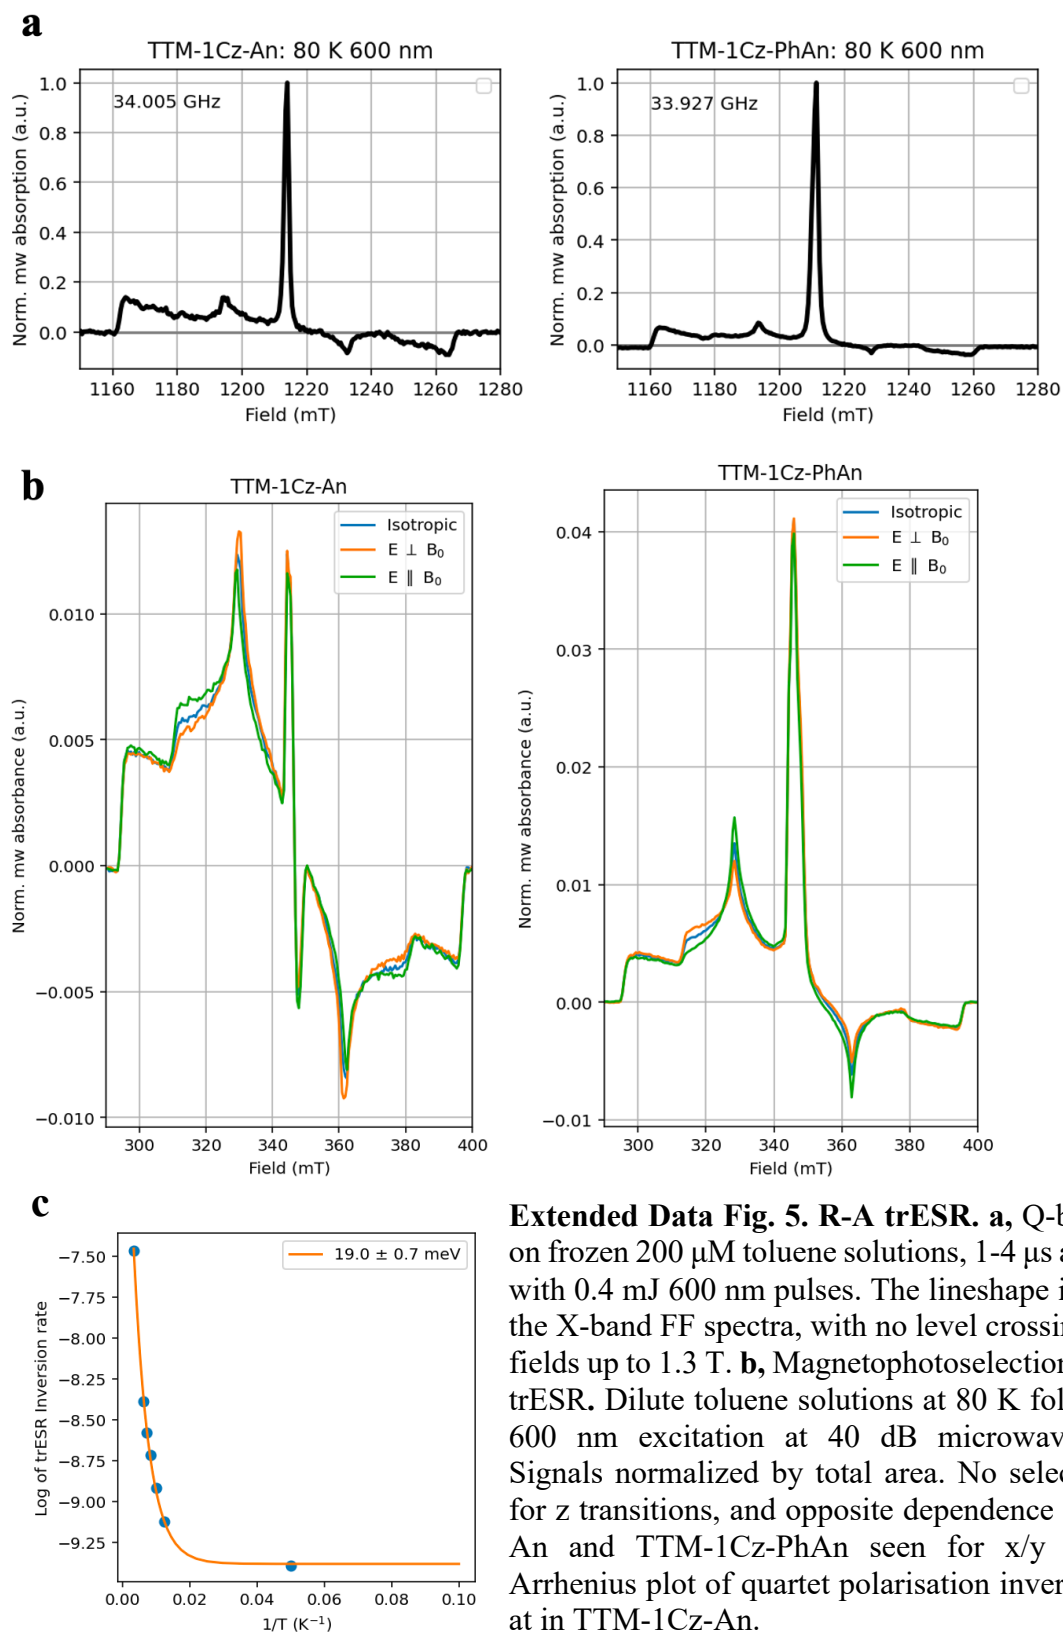 a
TTM-1Cz-An: 80 K 600 nm
TTM-1Cz-PhAn: 80 K 600 nm
Norm. mw absorption (a.u.)
1.0
0.8
0.6
0.4
0.2
0.0
34.005 GHz
1160 1180 1200 1220 1240 1260 1280
Field (mT)
Norm. mw absorption (a.u.)
1.0
0.8
0.6
0.4
0.2
0.0
33.927 GHz
1160 1180 1200 1220 1240 1260 1280
Field (mT)
b
TTM-1Cz-An
Norm. mw absorbance (a.u.)
0.010
0.005
0.000
−0.005
−0.010
Isotropic
E ⊥ B₀
E ∥ B₀
300 320 340 360 380 400
Field (mT)
TTM-1Cz-PhAn
Norm. mw absorbance (a.u.)
0.04
0.03
0.02
0.01
0.00
−0.01
Isotropic
E ⊥ B₀
E ∥ B₀
300 320 340 360 380 400
Field (mT)
c
Log of trESR Inversion rate
−7.50
−7.75
−8.00
−8.25
−8.50
−8.75
−9.00
−9.25
19.0 ± 0.7 meV
0.00 0.02 0.04 0.06 0.08 0.10
1/T (K⁻¹)
Extended Data Fig. 5. R-A trESR. a, Q-b
on frozen 200 μM toluene solutions, 1-4 μs a
with 0.4 mJ 600 nm pulses. The lineshape i
the X-band FF spectra, with no level crossin
fields up to 1.3 T. b, Magnetophotoselection
trESR. Dilute toluene solutions at 80 K fol
600 nm excitation at 40 dB microwav
Signals normalized by total area. No selec
for z transitions, and opposite dependence
An and TTM-1Cz-PhAn seen for x/y
Arrhenius plot of quartet polarisation inver
at in TTM-1Cz-An.